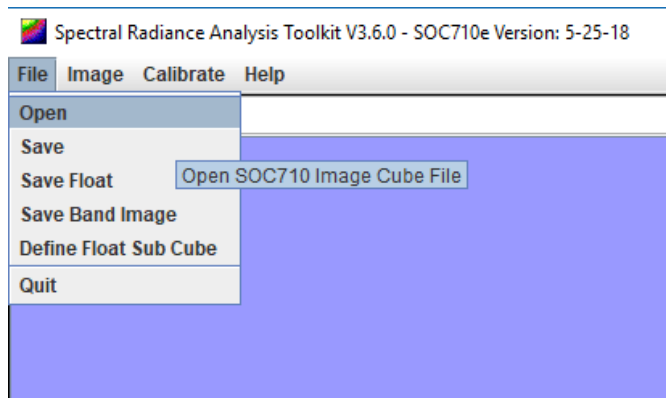 Spectral Radiance Analysis Toolkit V3.6.0 - SOC710e Version: 5-25-18
File Image Calibrate Help
Open
Save
Save Float
Open SOC710 Image Cube File
Save Band Image
Define Float Sub Cube
Quit